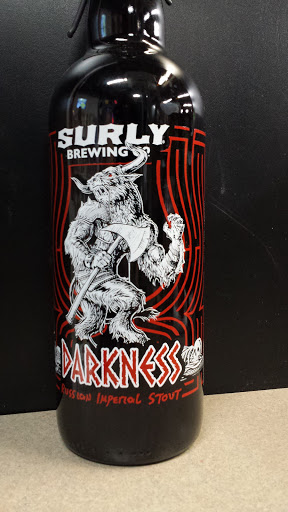 SURLY
BREWING CO
DARKNESS
RUSSIAN IMPERIAL STOUT